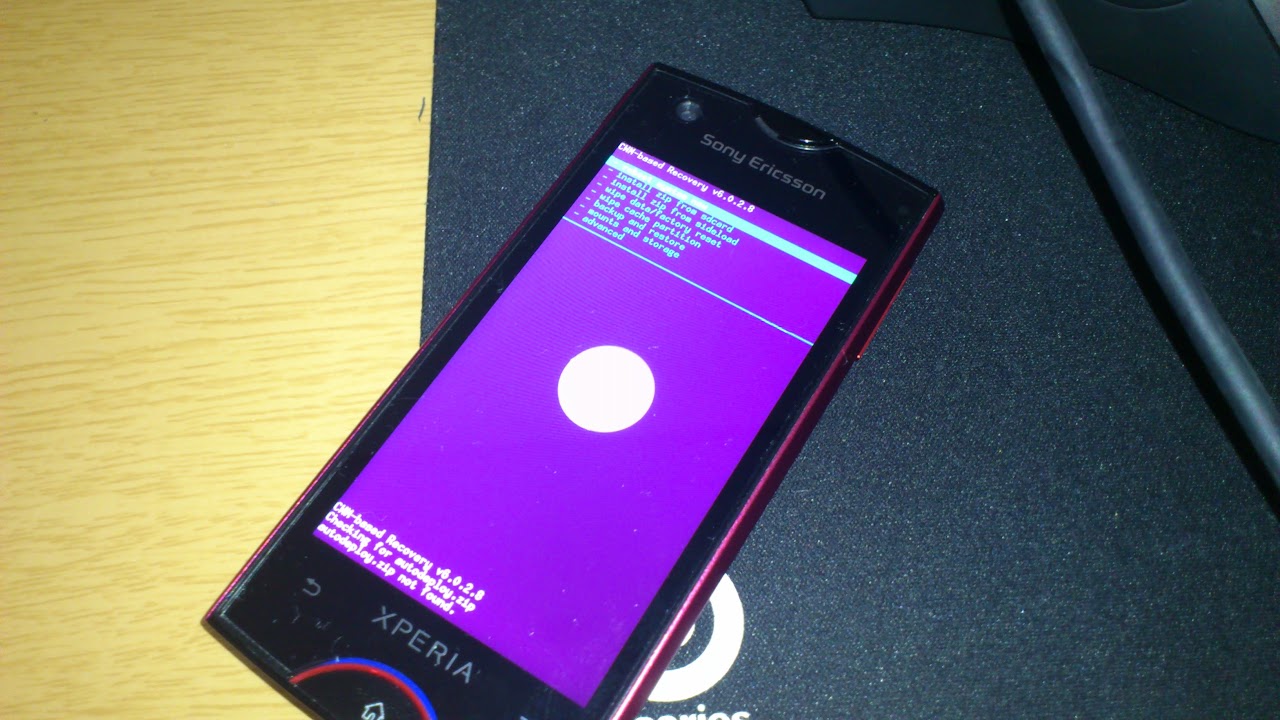 Sony Ericsson
CWM-based Recovery v6.0.2.8
- install zip from sdcard
- install zip from sideload
- wipe data/factory reset
- wipe cache partition
- backup and restore
- mounts and storage
- advanced
CWM-based Recovery v6.0.2.8
Checking for autodeploy.zip
autodeploy.zip not found.
XPERIA